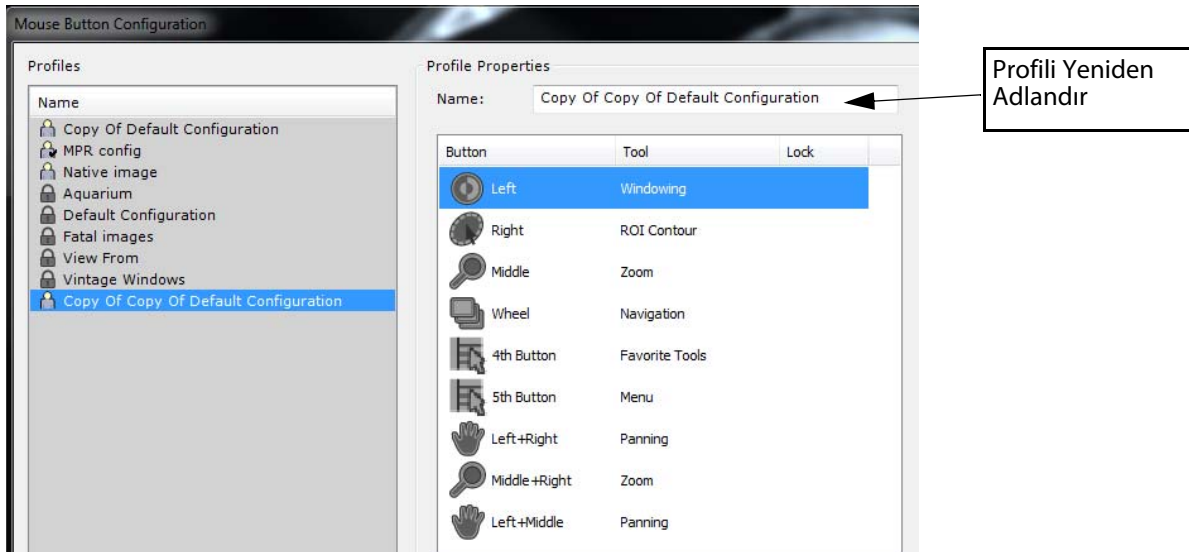 Mouse Button Configuration
Profiles
Name
Copy Of Default Configuration
MPR config
Native image
Aquarium
Default Configuration
Fatal images
View From
Vintage Windows
Copy Of Copy Of Default Configuration
Profile Properties
Name: Copy Of Copy Of Default Configuration
Button Tool Lock
Left Windowing
Right ROI Contour
Middle Zoom
Wheel Navigation
4th Button Favorite Tools
5th Button Menu
Left+Right Panning
Middle+Right Zoom
Left+Middle Panning
Profili Yeniden
Adlandır